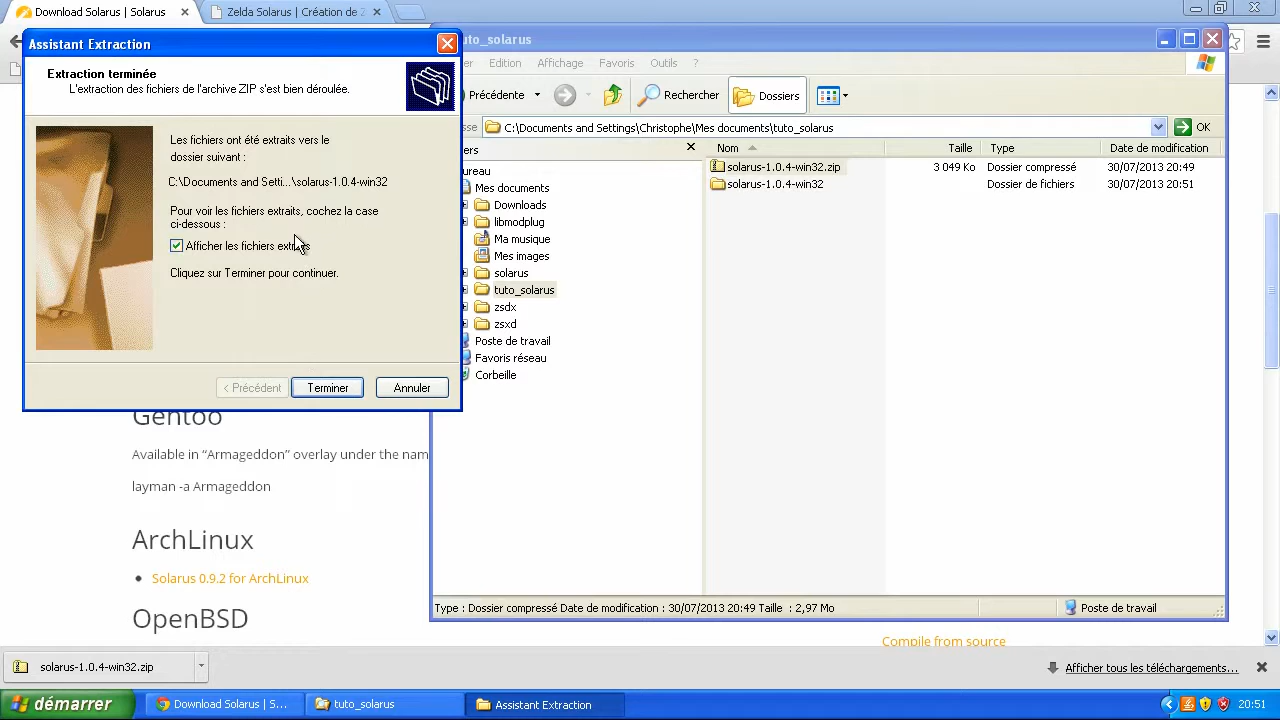 Download Solarus | Solarus
Zelda Solarus | Création de Z
Assistant Extraction
Extraction terminée
L'extraction des fichiers de l'archive ZIP s'est bien déroulée.
Les fichiers ont été extraits vers le
dossier suivant :
C:\Documents and Setti...\solarus-1.0.4-win32
Pour voir les fichiers extraits, cochez la case
ci-dessous :
Afficher les fichiers extraits
Cliquez sur Terminer pour continuer.
< Précédent
Terminer
Annuler
uto_solarus
er Edition Affichage Favoris Outils ?
Précédente
Rechercher
Dossiers
sse C:\Documents and Settings\Christophe\Mes documents\tuto_solarus OK
ers
ureau
Mes documents
Downloads
libmodplug
Ma musique
Mes images
solarus
tuto_solarus
zsdx
zsxd
Poste de travail
Favoris réseau
Corbeille
Nom Taille Type Date de modification
solarus-1.0.4-win32.zip 3 049 Ko Dossier compressé 30/07/2013 20:49
solarus-1.0.4-win32 Dossier de fichiers 30/07/2013 20:51
Type : Dossier compressé Date de modification : 30/07/2013 20:49 Taille : 2,97 Mo
Poste de travail
Gentoo
Available in “Armageddon” overlay under the nam
layman -a Armageddon
ArchLinux
Solarus 0.9.2 for ArchLinux
OpenBSD
Compile from source
solarus-1.0.4-win32.zip
Afficher tous les téléchargements...
démarrer
Download Solarus | S...
tuto_solarus
Assistant Extraction
20:51